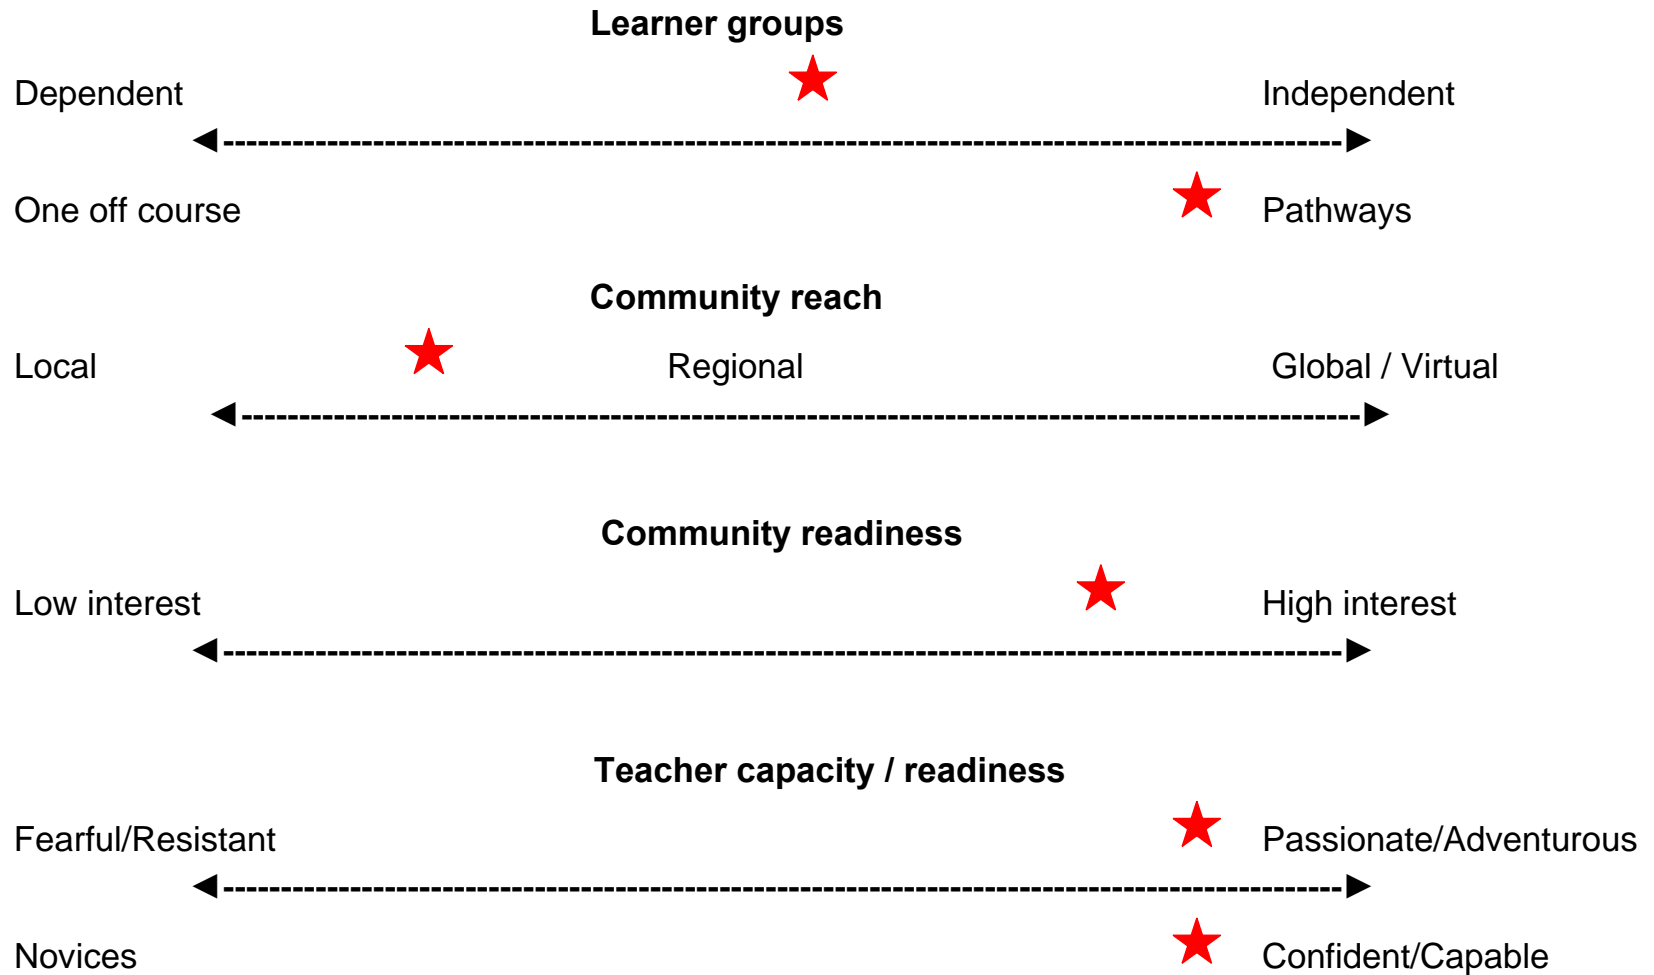 Learner groups
Dependent Independent
One off course Pathways
Community reach
Local Regional Global / Virtual
Community readiness
Low interest High interest
Teacher capacity / readiness
Fearful/Resistant Passionate/Adventurous
Novices Confident/Capable